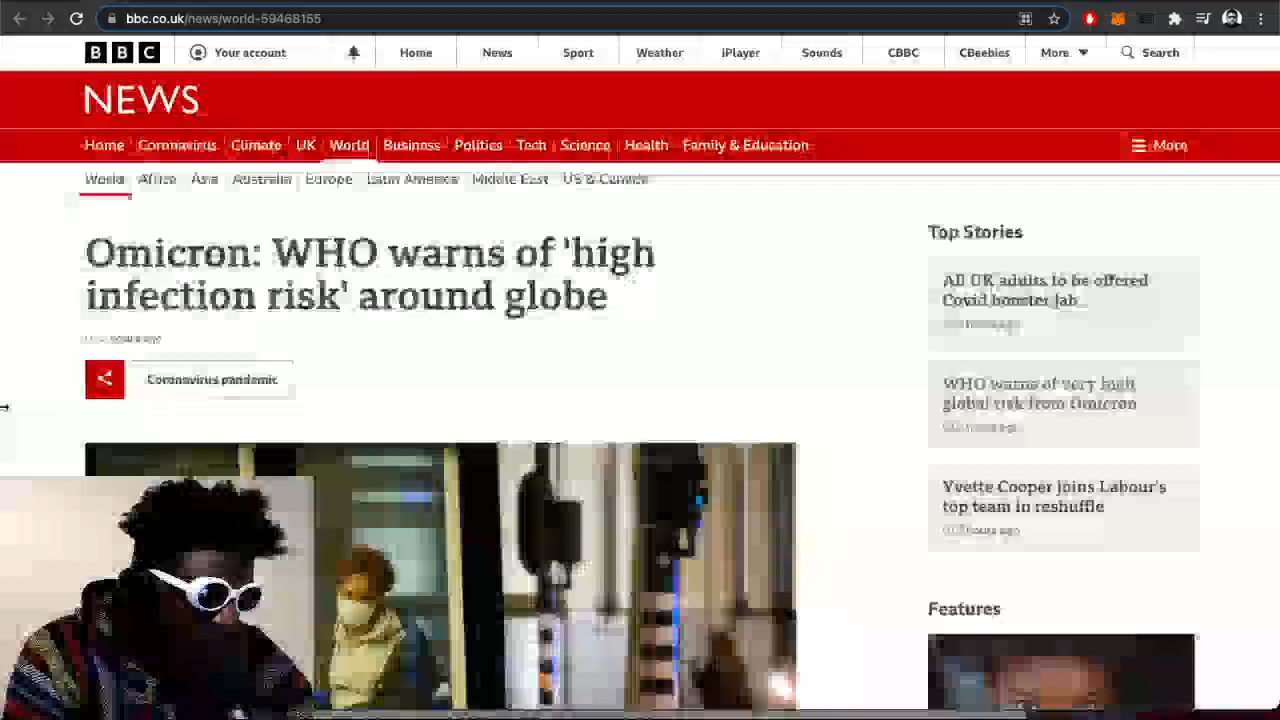 bbc.co.uk/news/world-59468155
BBC
Your account
Home
News
Sport
Weather
iPlayer
Sounds
CBBC
CBeebies
More
Search
NEWS
Home
Coronavirus
Climate
UK
World
Business
Politics
Tech
Science
Health
Family & Education
More
World
Africa
Asia
Australia
Europe
Latin America
Middle East
US & Canada
Omicron: WHO warns of 'high
infection risk' around globe
Coronavirus pandemic
Top Stories
All UK adults to be offered
Covid booster jab
WHO warns of very high
global risk from Omicron
Yvette Cooper joins Labour's
top team in reshuffle
hours ago
Features